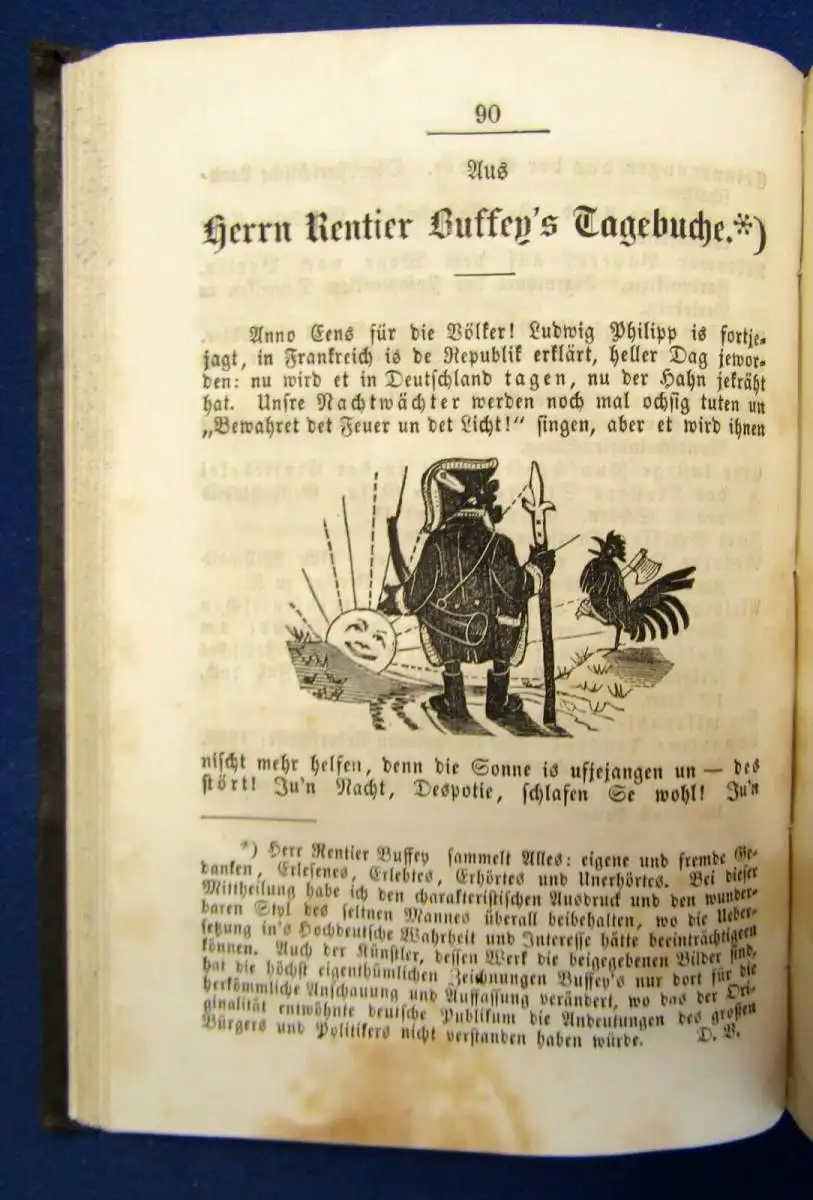 90
Aus
Herrn Rentier Buffey's Tagebuche.*)
Anno Eens für die Völker! Ludwig Philipp is fortje-
jagt, in Frankreich is de Republik erklärt, heller Dag jewor-
den: nu wird et in Deutschland tagen, nu der Hahn jekräht
hat. Unsre Nachtwächter werden noch mal ochsig tuten un
„Bewahret det Feuer un det Licht!“ singen, aber et wird ihnen
nischt mehr helfen, denn die Sonne is ufjejangen un — des
stört! Ju'n Nacht, Despotie, schlafen Se wohl! Ju'n
*) Herr Rentier Buffey sammelt Alles: eigene und fremde Ge-
danken, Erlesenes, Erlebtes, Erhörtes und Unerhörtes. Bei dieser
Mittheilung habe ich den charakteristischen Ausdruck und den wunder-
baren Styl des seltnen Mannes überall beibehalten, wo die Ueber-
setzung in's Hochdeutsche Wahrheit und Interesse hätte beeinträchtigeen
können. Auch der Künstler, dessen Werk die beigegebenen Bilder sind,
hat die höchst eigenthümlichen Zeichnungen Buffey's nur dort für die
herkömmliche Anschauung und Auffassung verändert, wo das der Ori-
ginalität entwöhnte deutsche Publikum die Andeutungen des großen
Bürgers und Politikers nicht verstanden haben würde. D. V.